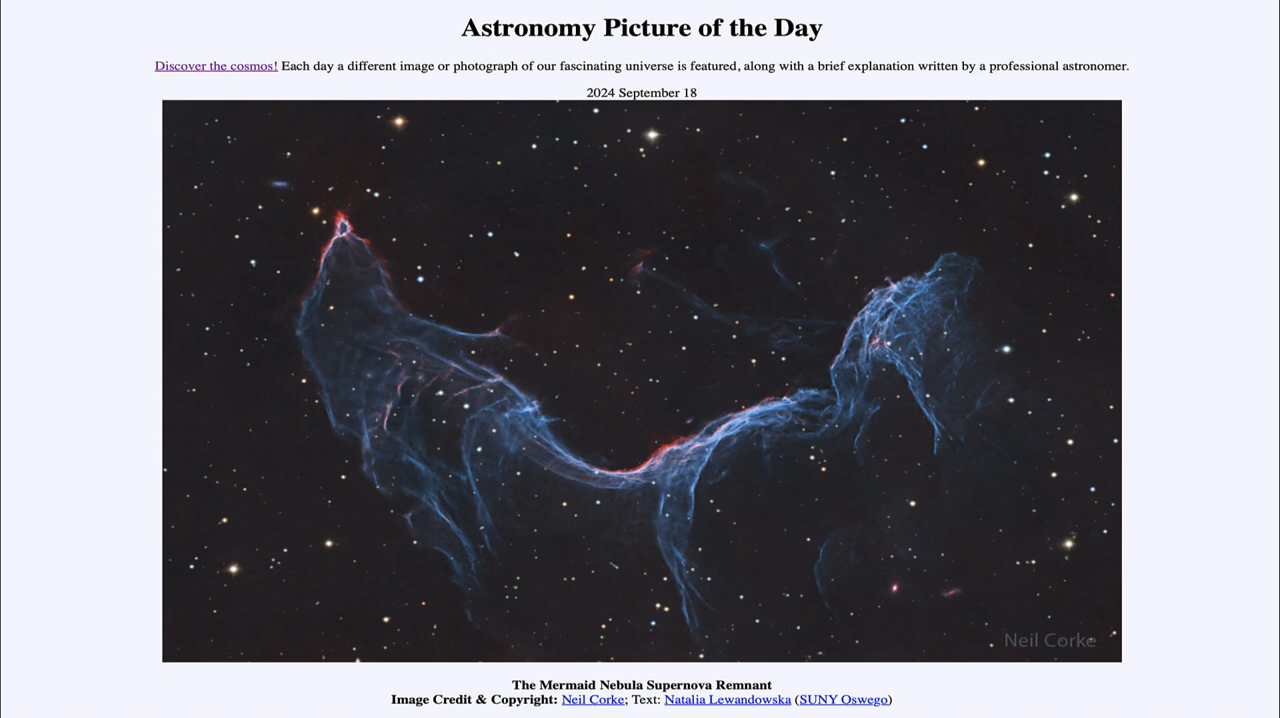 Astronomy Picture of the Day
Discover the cosmos! Each day a different image or photograph of our fascinating universe is featured, along with a brief explanation written by a professional astronomer.
2024 September 18
Neil Corke
The Mermaid Nebula Supernova Remnant
Image Credit & Copyright: Neil Corke; Text: Natalia Lewandowska (SUNY Oswego)